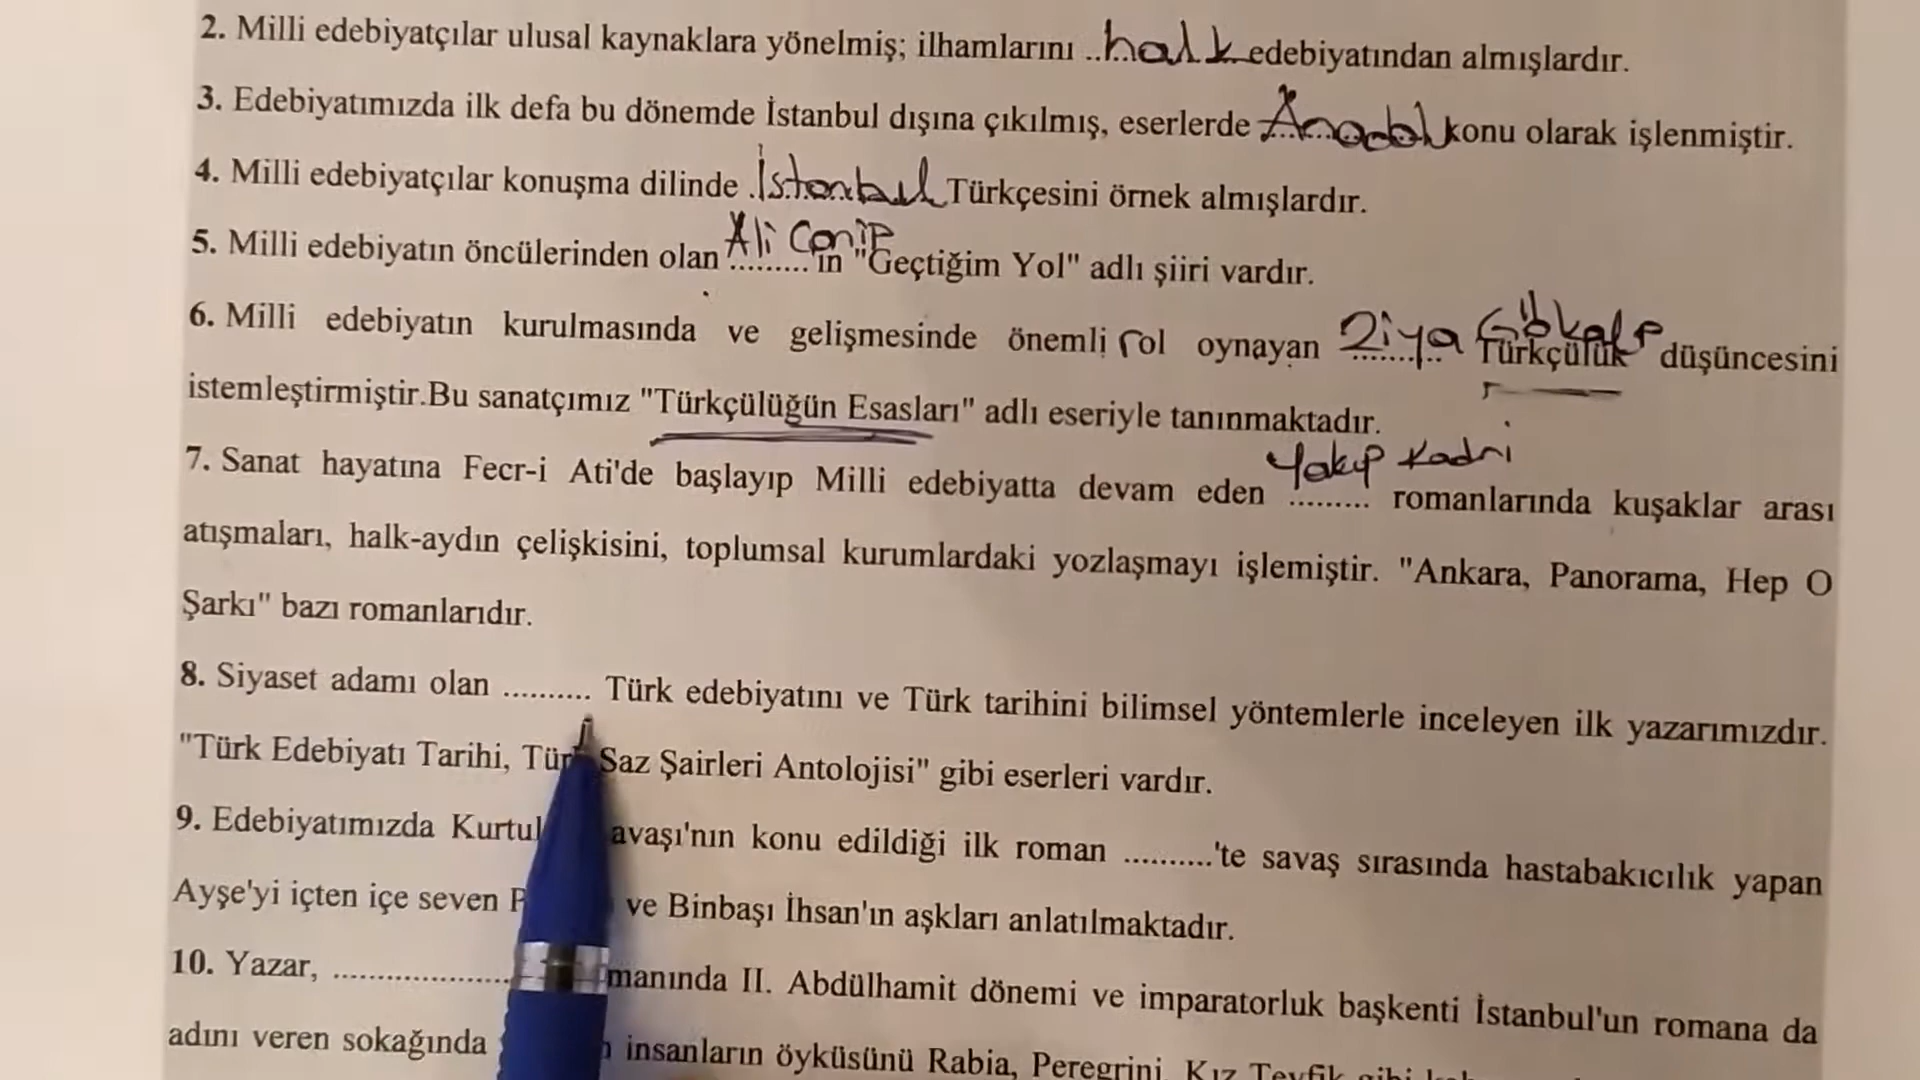 2. Milli edebiyatçılar ulusal kaynaklara yönelmiş; ilhamlarını ..halk edebiyatından almışlardır.
3. Edebiyatımızda ilk defa bu dönemde İstanbul dışına çıkılmış, eserlerde Anadol konu olarak işlenmiştir.
4. Milli edebiyatçılar konuşma dilinde .İstanbul Türkçesini örnek almışlardır.
Ali Canip
5. Milli edebiyatın öncülerinden olan .........in "Geçtiğim Yol" adlı şiiri vardır.
6. Milli edebiyatın kurulmasında ve gelişmesinde önemli rol oynayan Ziya Gökalp Türkçülük düşüncesini
istemleştirmiştir.Bu sanatçımız "Türkçülüğün Esasları" adlı eseriyle tanınmaktadır.
Yakup Kadri
7. Sanat hayatına Fecr-i Ati'de başlayıp Milli edebiyatta devam eden ......... romanlarında kuşaklar arası
atışmaları, halk-aydın çelişkisini, toplumsal kurumlardaki yozlaşmayı işlemiştir. "Ankara, Panorama, Hep O
Şarkı" bazı romanlarıdır.
8. Siyaset adamı olan .......... Türk edebiyatını ve Türk tarihini bilimsel yöntemlerle inceleyen ilk yazarımızdır.
"Türk Edebiyatı Tarihi, Tür Saz Şairleri Antolojisi" gibi eserleri vardır.
9. Edebiyatımızda Kurtul avaşı'nın konu edildiği ilk roman ..........'te savaş sırasında hastabakıcılık yapan
Ayşe'yi içten içe seven ve Binbaşı İhsan'ın aşkları anlatılmaktadır.
10. Yazar, .................... manında II. Abdülhamit dönemi ve imparatorluk başkenti İstanbul'un romana da
adını veren sokağında insanların öyküsünü Rabia, Peregrini, Kız Tevfik gibi